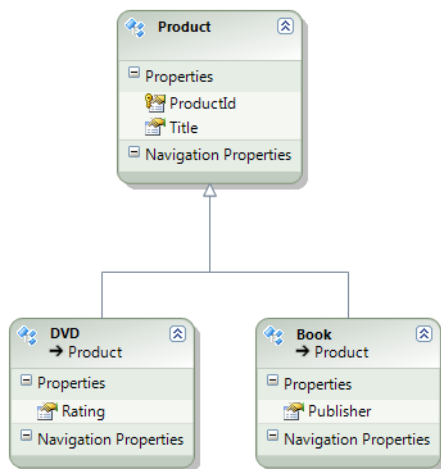 Product
Properties
ProductId
Title
Navigation Properties
DVD
→ Product
Properties
Rating
Navigation Properties
Book
→ Product
Properties
Publisher
Navigation Properties